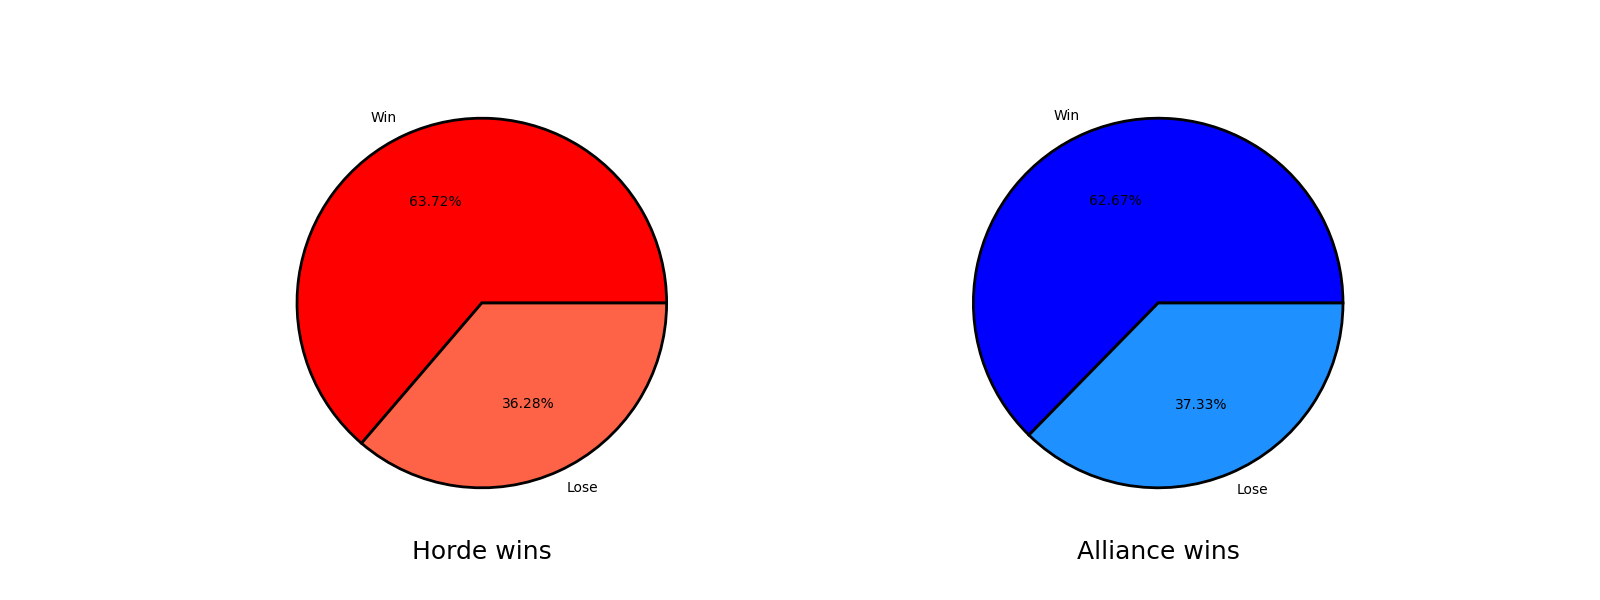 Win
63.72%
36.28%
Lose
Horde wins
Win
62.67%
37.33%
Lose
Alliance wins